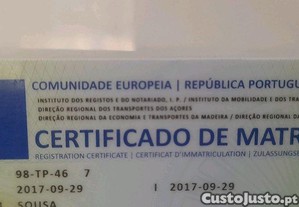 COMUNIDADE EUROPEIA | REPÚBLICA PORTUGU
INSTITUTO DOS REGISTOS E DO NOTARIADO, I. P. / INSTITUTO DA MOBILIDADE E DOS TRA
DIREÇÃO REGIONAL DOS TRANSPORTES DOS AÇORES
DIREÇÃO REGIONAL DA ECONOMIA E TRANSPORTES DA MADEIRA / DIREÇÃO REGIONAL D
CERTIFICADO DE MATR
REGISTRATION CERTIFICATE | CERTIFICAT D'IMMATRICULATION | ZULASSUNGS
98-TP-46 7
2017-09-29 I 2017-09-29
SOUSA
CustoJusto.pt